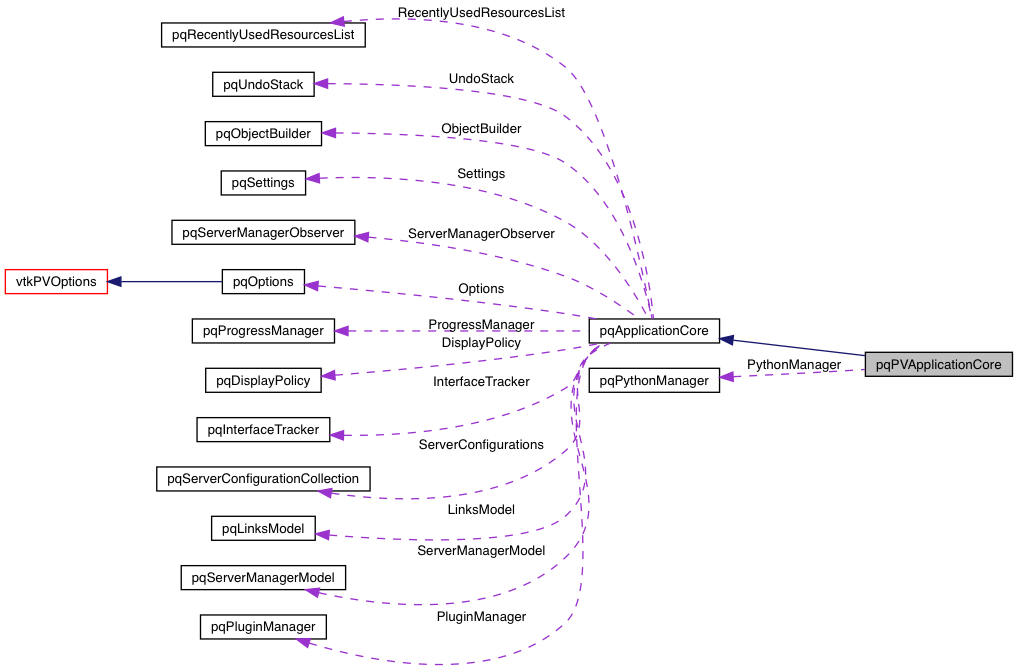 RecentlyUsedResourcesList
pqRecentlyUsedResourcesList
UndoStack
pqUndoStack
ObjectBuilder
pqObjectBuilder
Settings
pqSettings
ServerManagerObserver
pqServerManagerObserver
vtkPVOptions
pqOptions
Options
pqProgressManager
ProgressManager
pqApplicationCore
DisplayPolicy
pqDisplayPolicy
InterfaceTracker
pqPythonManager
PythonManager
pqPVApplicationCore
pqInterfaceTracker
ServerConfigurations
pqServerConfigurationCollection
LinksModel
pqLinksModel
ServerManagerModel
pqServerManagerModel
PluginManager
pqPluginManager